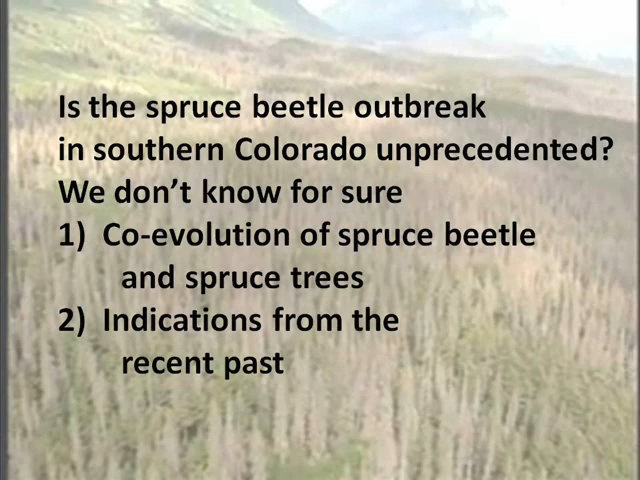 Is the spruce beetle outbreak
in southern Colorado unprecedented?
We don’t know for sure
1) Co-evolution of spruce beetle
and spruce trees
2) Indications from the
recent past